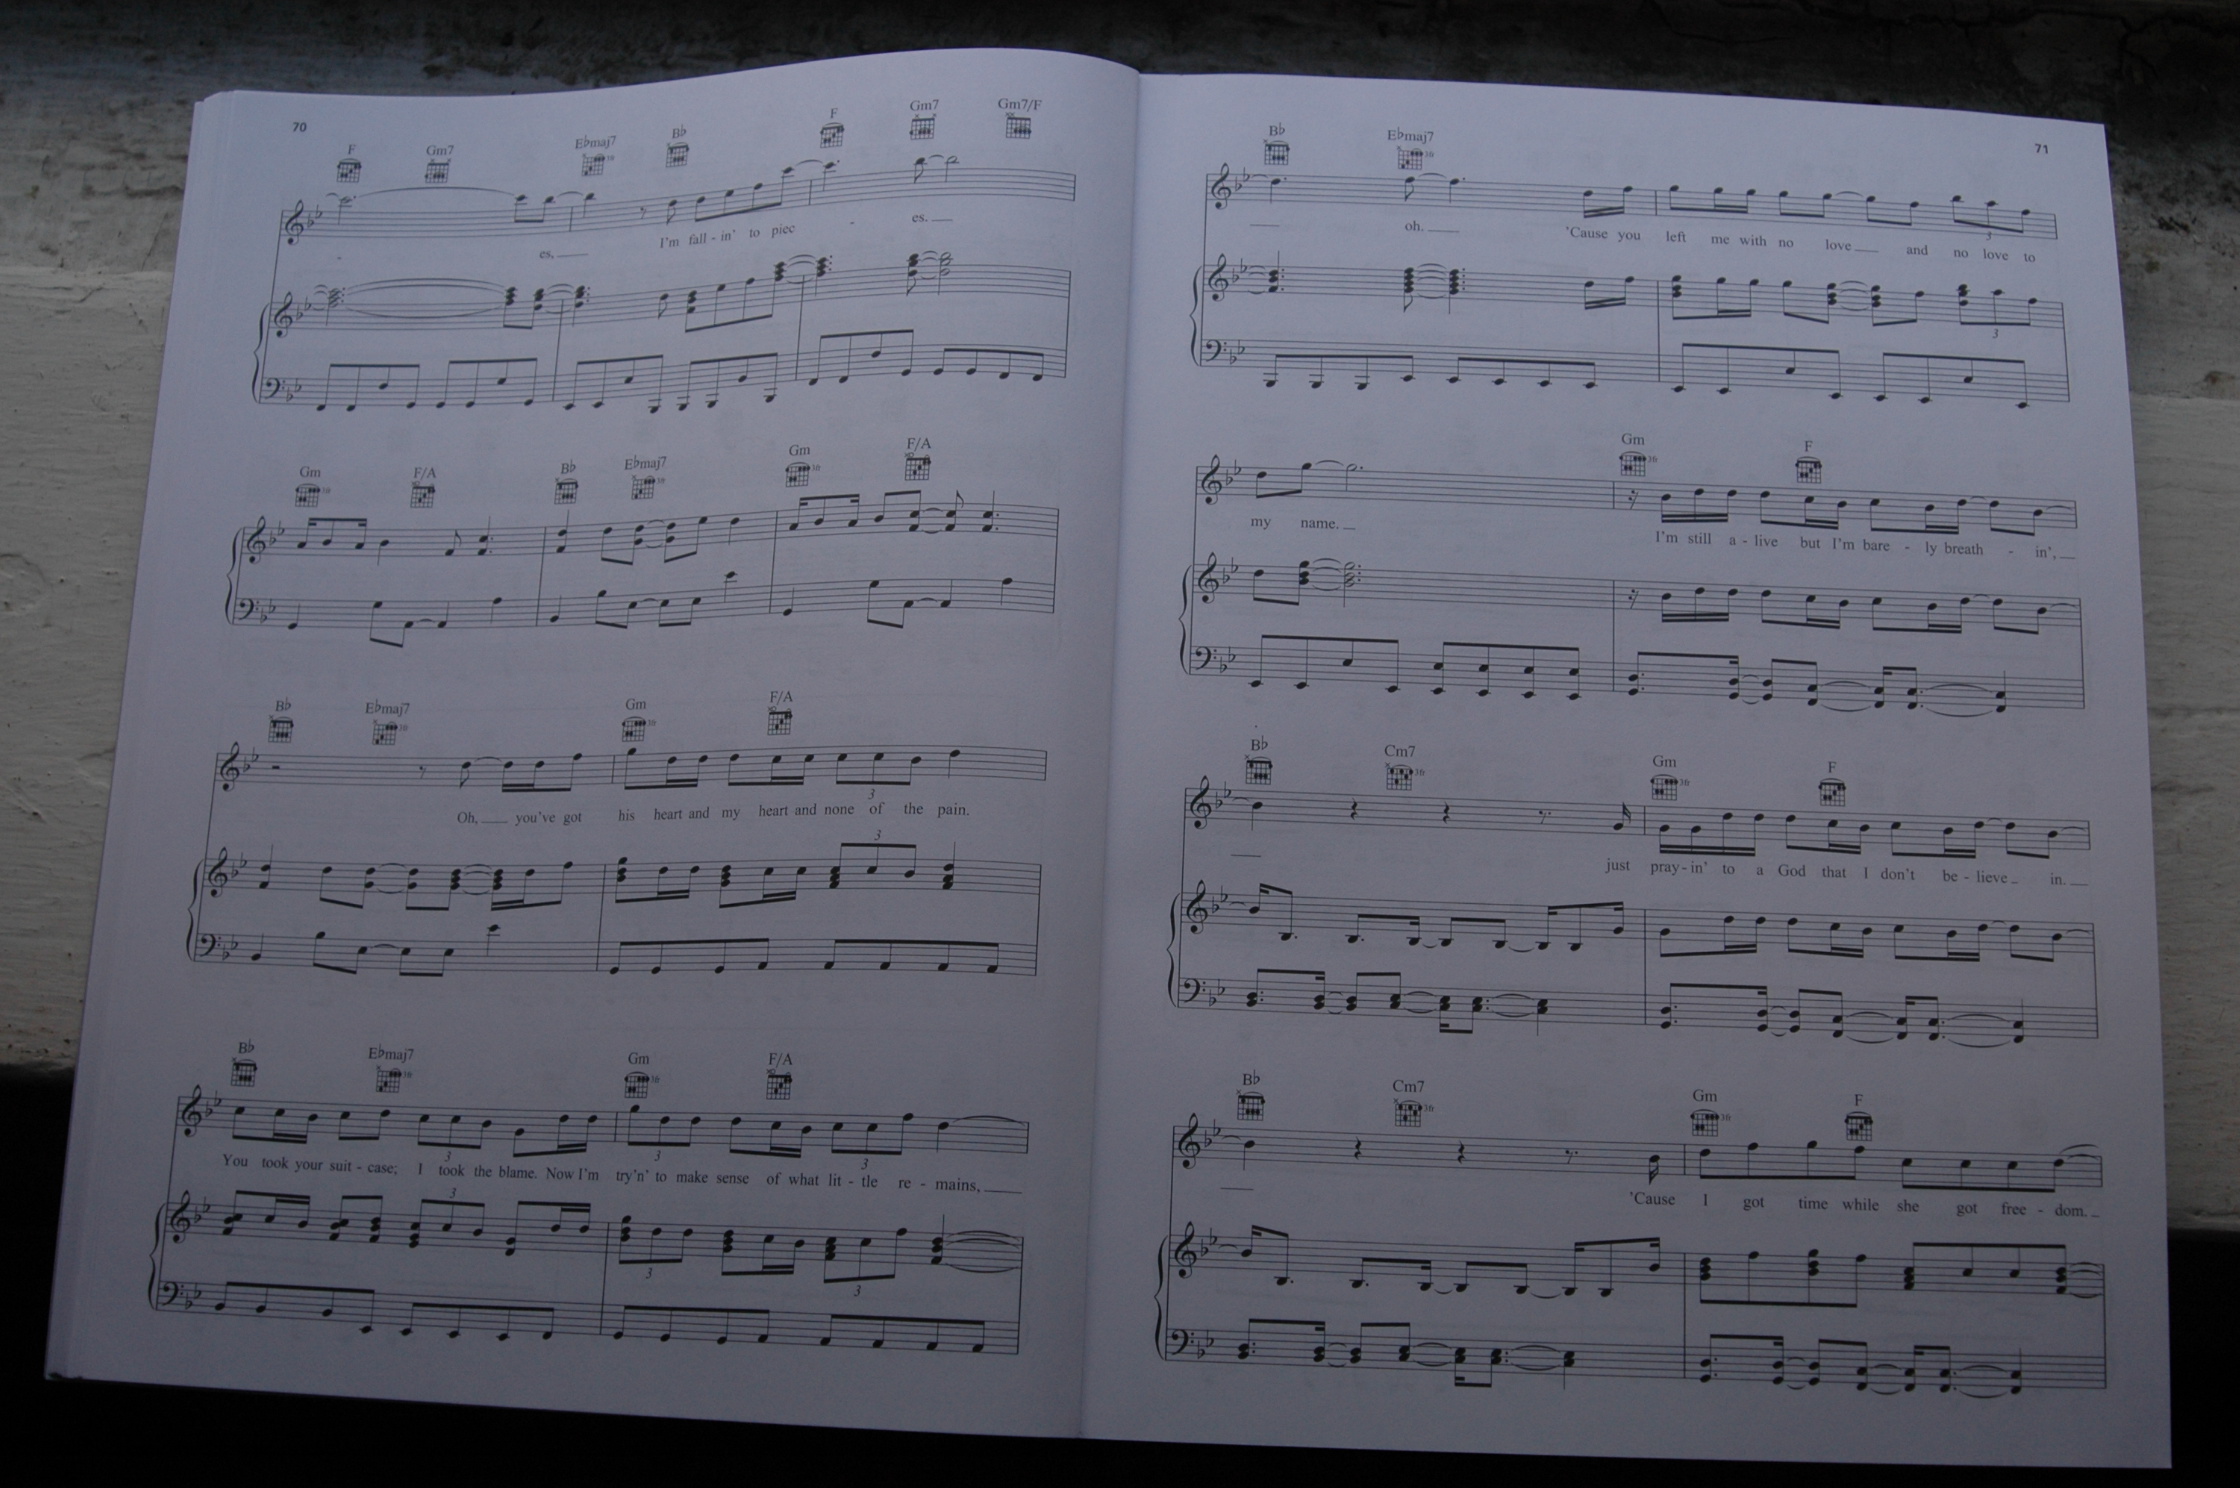 70
F Gm7 E♭maj7 B♭ F Gm7 Gm7/F
es. I'm fall - in' to piec - es.
Gm F/A B♭ E♭maj7 Gm F/A
B♭ E♭maj7 Gm F/A
Oh, you've got his heart and my heart and none of the pain.
3
3
B♭ E♭maj7 Gm F/A
3 3 3
You took your suit - case; I took the blame. Now I'm try'n' to make sense of what lit - tle re - mains,
3
3 3
71
B♭ E♭maj7
3
oh. 'Cause you left me with no love and no love to
3
Gm F
my name. I'm still a - live but I'm bare - ly breath - in',
B♭ Cm7 Gm F
just pray - in' to a God that I don't be - lieve in.
B♭ Cm7 Gm F
'Cause I got time while she got free - dom.